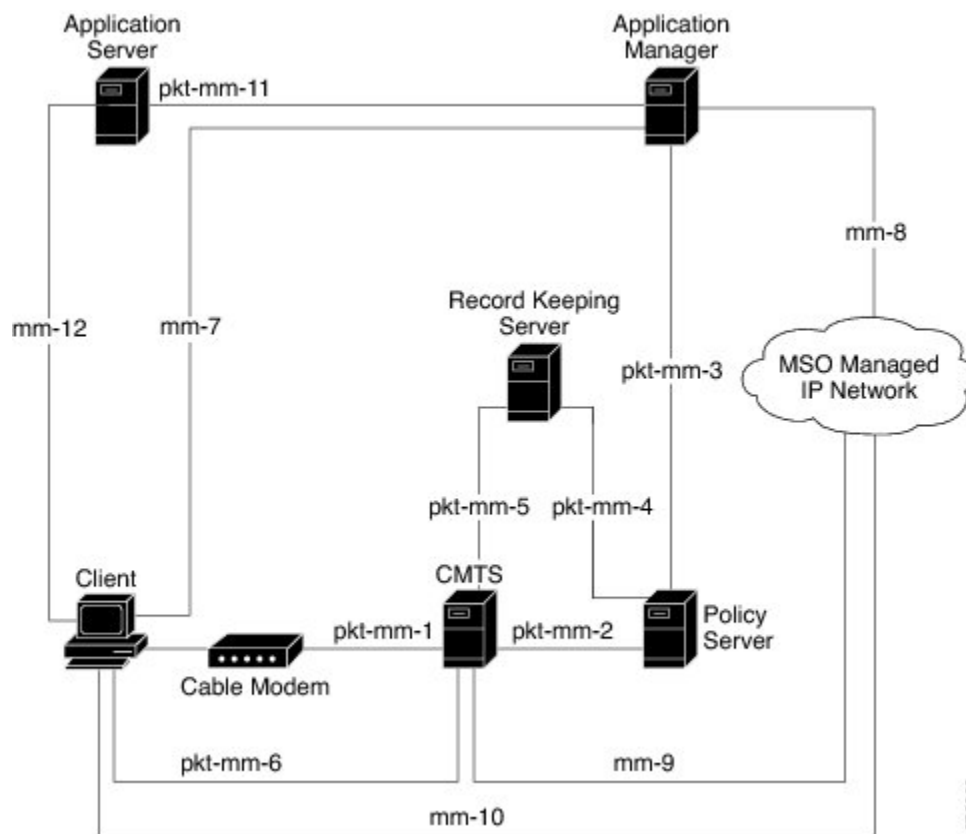 Application
Server
Application
Manager
pkt-mm-11
mm-8
mm-12
mm-7
Record Keeping
Server
pkt-mm-3
MSO Managed
IP Network
pkt-mm-5
pkt-mm-4
Client
CMTS
pkt-mm-1
pkt-mm-2
Policy
Server
Cable Modem
pkt-mm-6
mm-9
mm-10